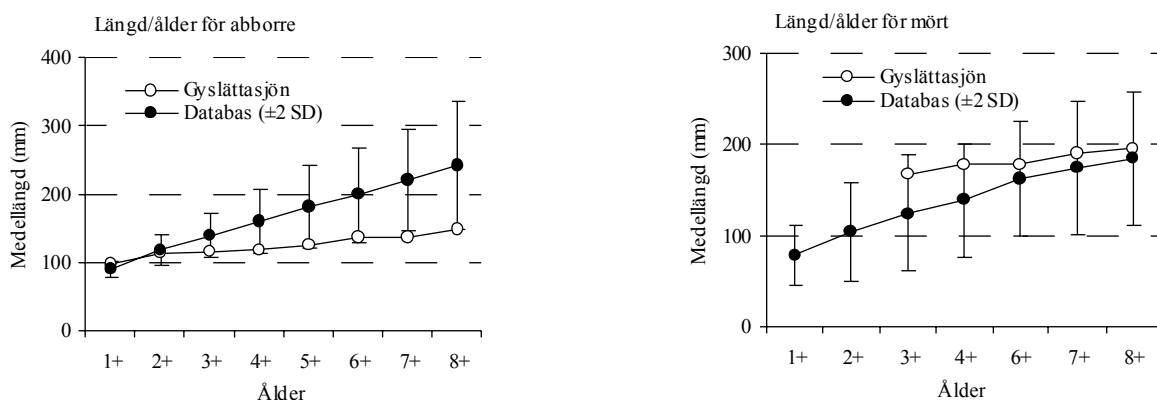 Längd/ålder för abborre
400
300
200
100
0
Medellängd (mm)
Gyslättasjön
Databas (±2 SD)
1+ 2+ 3+ 4+ 5+ 6+ 7+ 8+
Ålder
Längd/ålder för mört
300
200
100
0
Medellängd (mm)
Gyslättasjön
Databas (±2 SD)
1+ 2+ 3+ 4+ 6+ 7+ 8+
Ålder